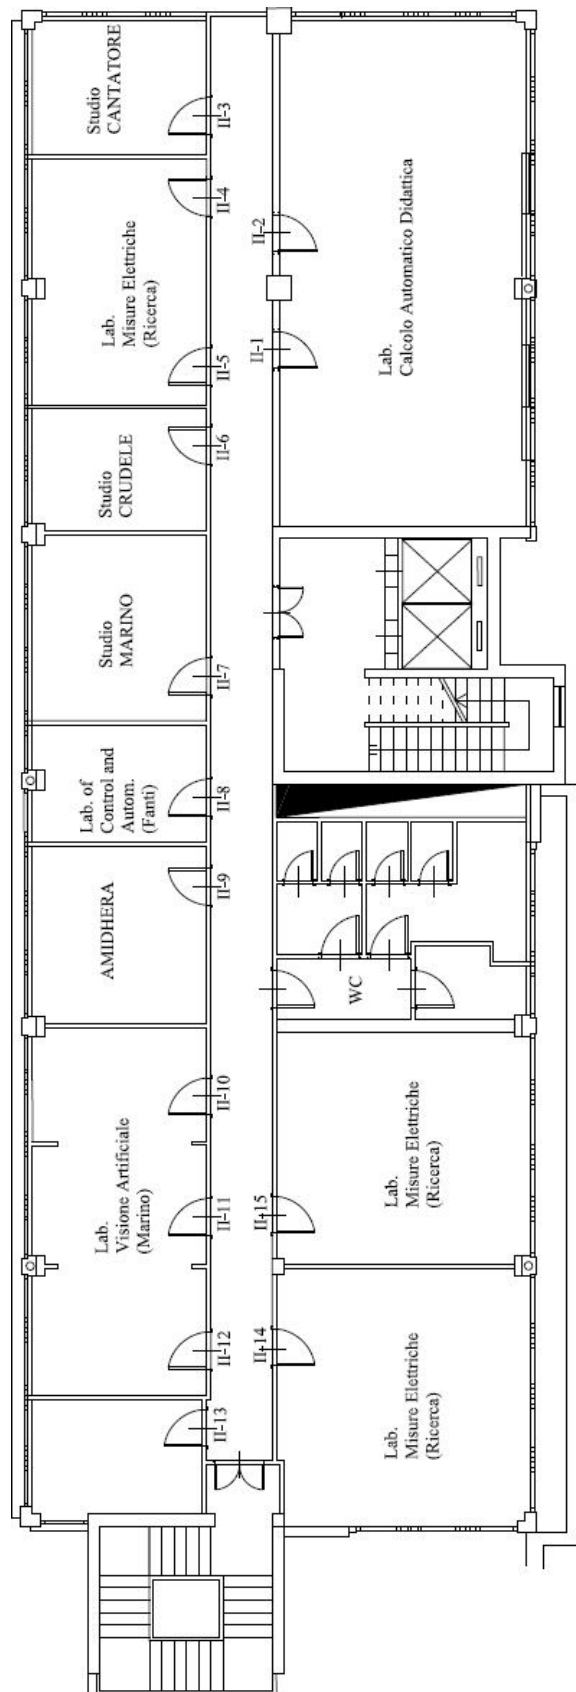 Studio
CANTATORE
II-3
II-4
Lab.
Misure Elettriche
(Ricerca)
II-5
II-2
II-1
Lab.
Calcolo Automatico Didattica
II-6
Studio
CRUDELE
Studio
MARINO
II-7
Lab. of
Control and
Autom.
(Fanti)
II-8
AMIDHERA
II-9
WC
II-10
Lab.
Visione Artificiale
(Marino)
II-11
II-12
II-15
Lab.
Misure Elettriche
(Ricerca)
II-14
Lab.
Misure Elettriche
(Ricerca)
II-13